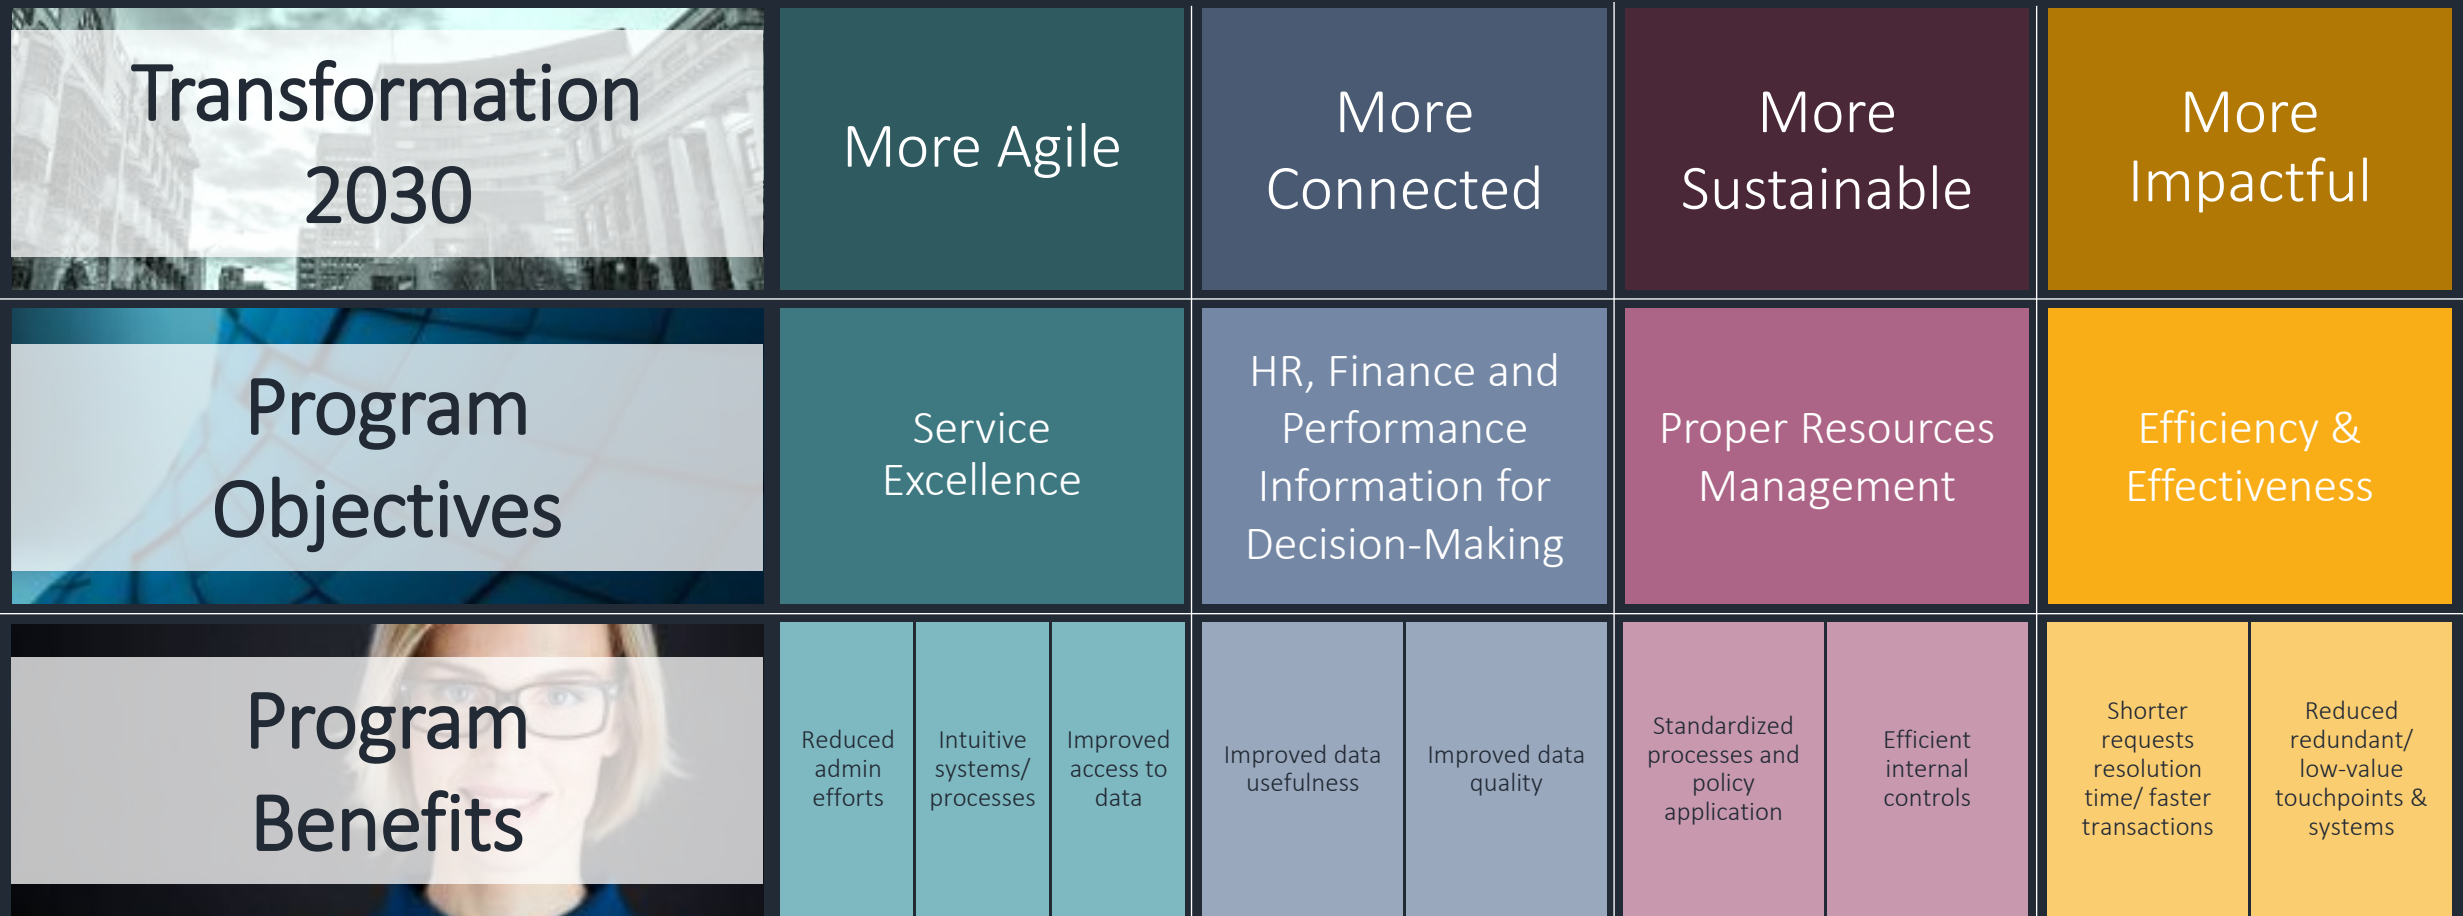 Transformation
2030
More Agile
More
Connected
More
Sustainable
More
Impactful
Program
Objectives
Service
Excellence
HR, Finance and
Performance
Information for
Decision-Making
Proper Resources
Management
Efficiency &
Effectiveness
Program
Benefits
Reduced
admin
efforts
Intuitive
systems/
processes
Improved
access to
data
Improved data
usefulness
Improved data
quality
Standardized
processes and
policy
application
Efficient
internal
controls
Shorter
requests
resolution
time/ faster
transactions
Reduced
redundant/
low-value
touchpoints &
systems